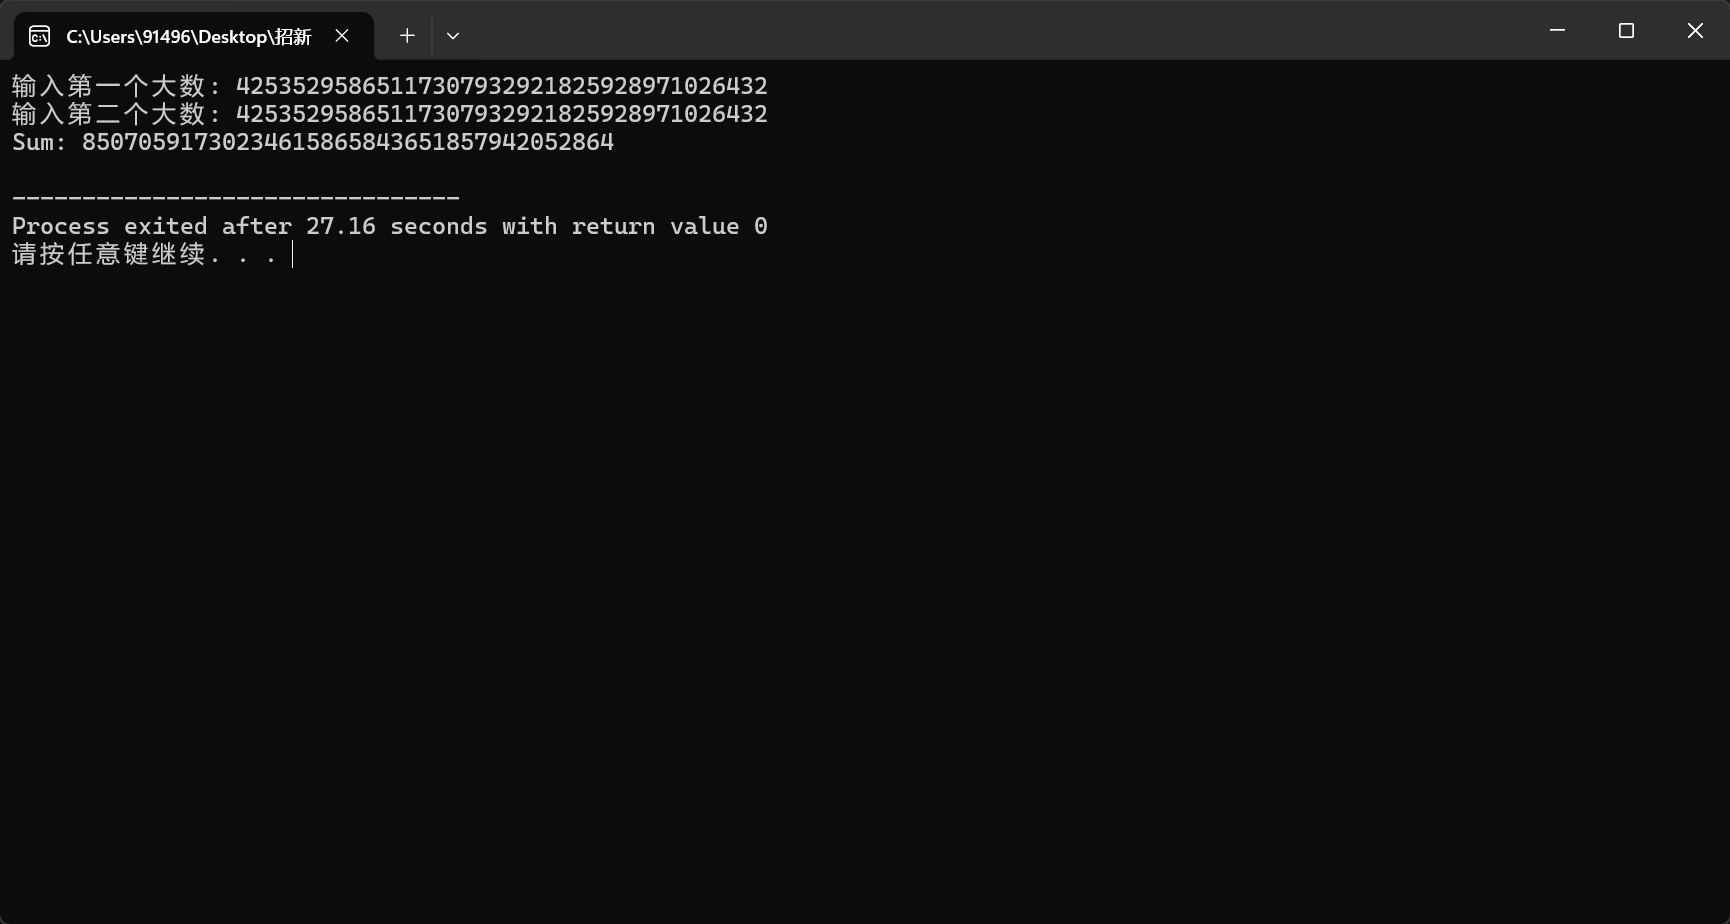 C:\Users\91496\Desktop\招新
输入第一个大数: 42535295865117307932921825928971026432
输入第二个大数: 42535295865117307932921825928971026432
Sum: 85070591730234615865843651857942052864
--------------------------------
Process exited after 27.16 seconds with return value 0
请按任意键继续. . .